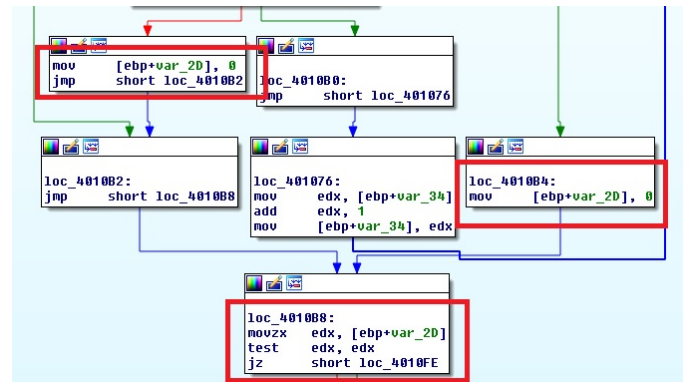 mov [ebp+var_2D], 0
jmp short loc_4010B2
loc_4010B0:
jmp short loc_401076
loc_4010B2:
jmp short loc_4010B8
loc_401076:
mov edx, [ebp+var_34]
add edx, 1
mov [ebp+var_34], edx
loc_4010B4:
mov [ebp+var_2D], 0
loc_4010B8:
movzx edx, [ebp+var_2D]
test edx, edx
jz short loc_4010FE